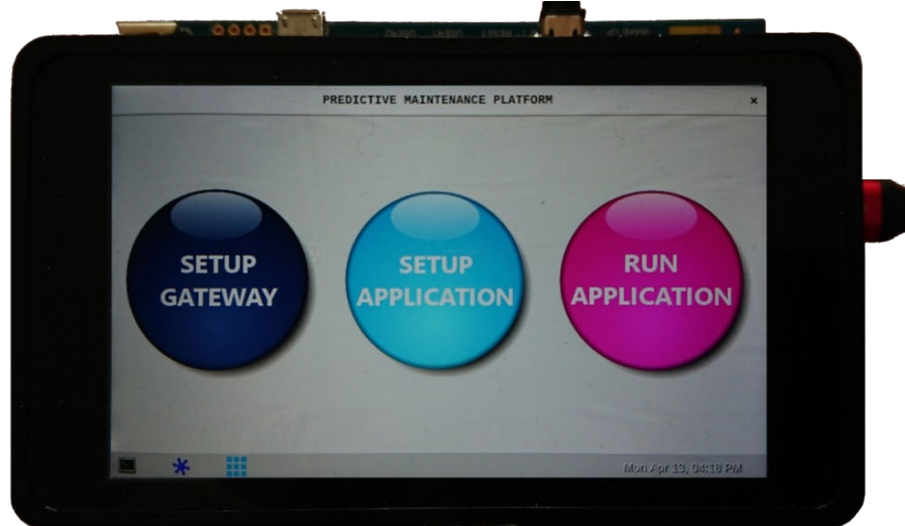 PREDICTIVE MAINTENANCE PLATFORM ×
SETUP
GATEWAY
SETUP
APPLICATION
RUN
APPLICATION
Mon Apr 13, 04:18 PM